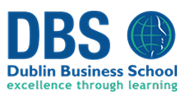 DBS
Dublin Business School
excellence through learning